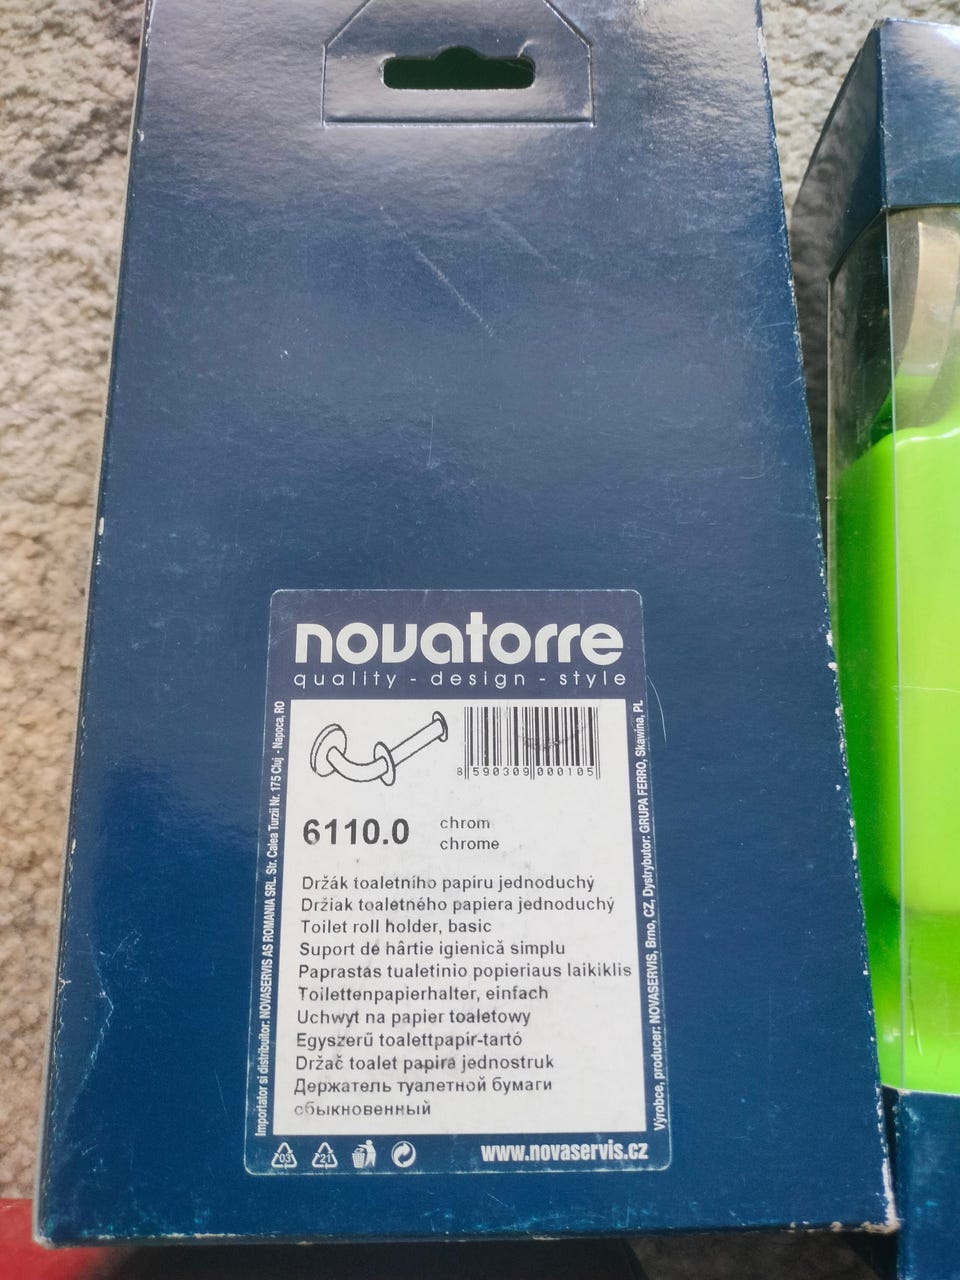 novatorre
quality - design - style
8 590309 000105
6110.0
chrom
chrome
Držák toaletního papíru jednoduchý
Držiak toaletného papiera jednoduchý
Toilet roll holder, basic
Suport de hârtie igienică simplu
Paprastas tualetinio popieriaus laikiklis
Toilettenpapierhalter, einfach
Uchwyt na papier toaletowy
Egyszerű toalettpapír-tartó
Držač toalet papira jednostruk
Держатель туалетной бумаги
обыкновенный
Importator si distribuitor: NOVASERVIS AS ROMANIA SRL. Str. Calea Turzii Nr. 175 Cluj - Napoca, RO
Výrobce, producer: NOVASERVIS, Brno, CZ, Dystrybutor: GRUPA FERRO, Skawina, PL
03
21
www.novaservis.cz